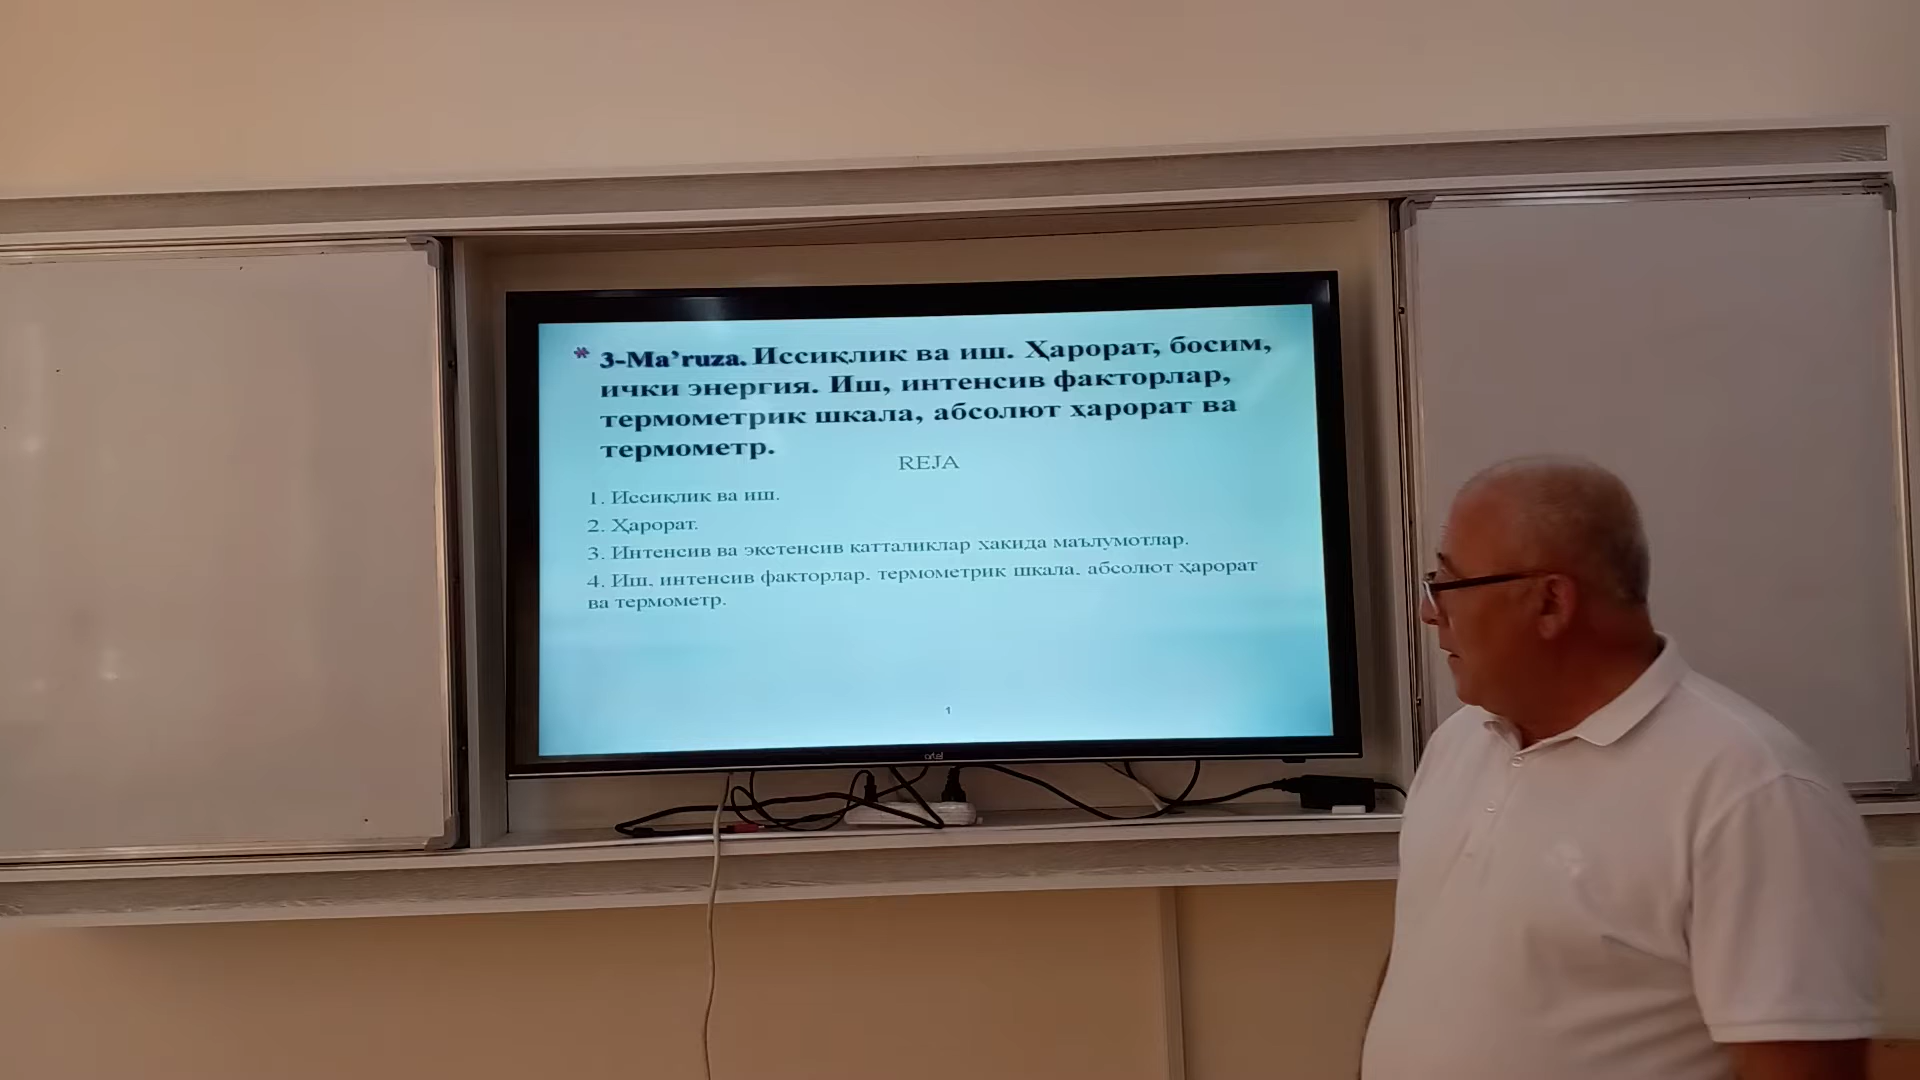 * 3-Ma’ruza. Иссиқлик ва иш. Ҳарорат, босим,
ички энергия. Иш, интенсив факторлар,
термометрик шкала, абсолют ҳарорат ва
термометр.
REJA
1. Иссиқлик ва иш.
2. Ҳарорат.
3. Интенсив ва экстенсив катталиклар хакида маълумотлар.
4. Иш, интенсив факторлар, термометрик шкала, абсолют ҳарорат
ва термометр.
1
artel